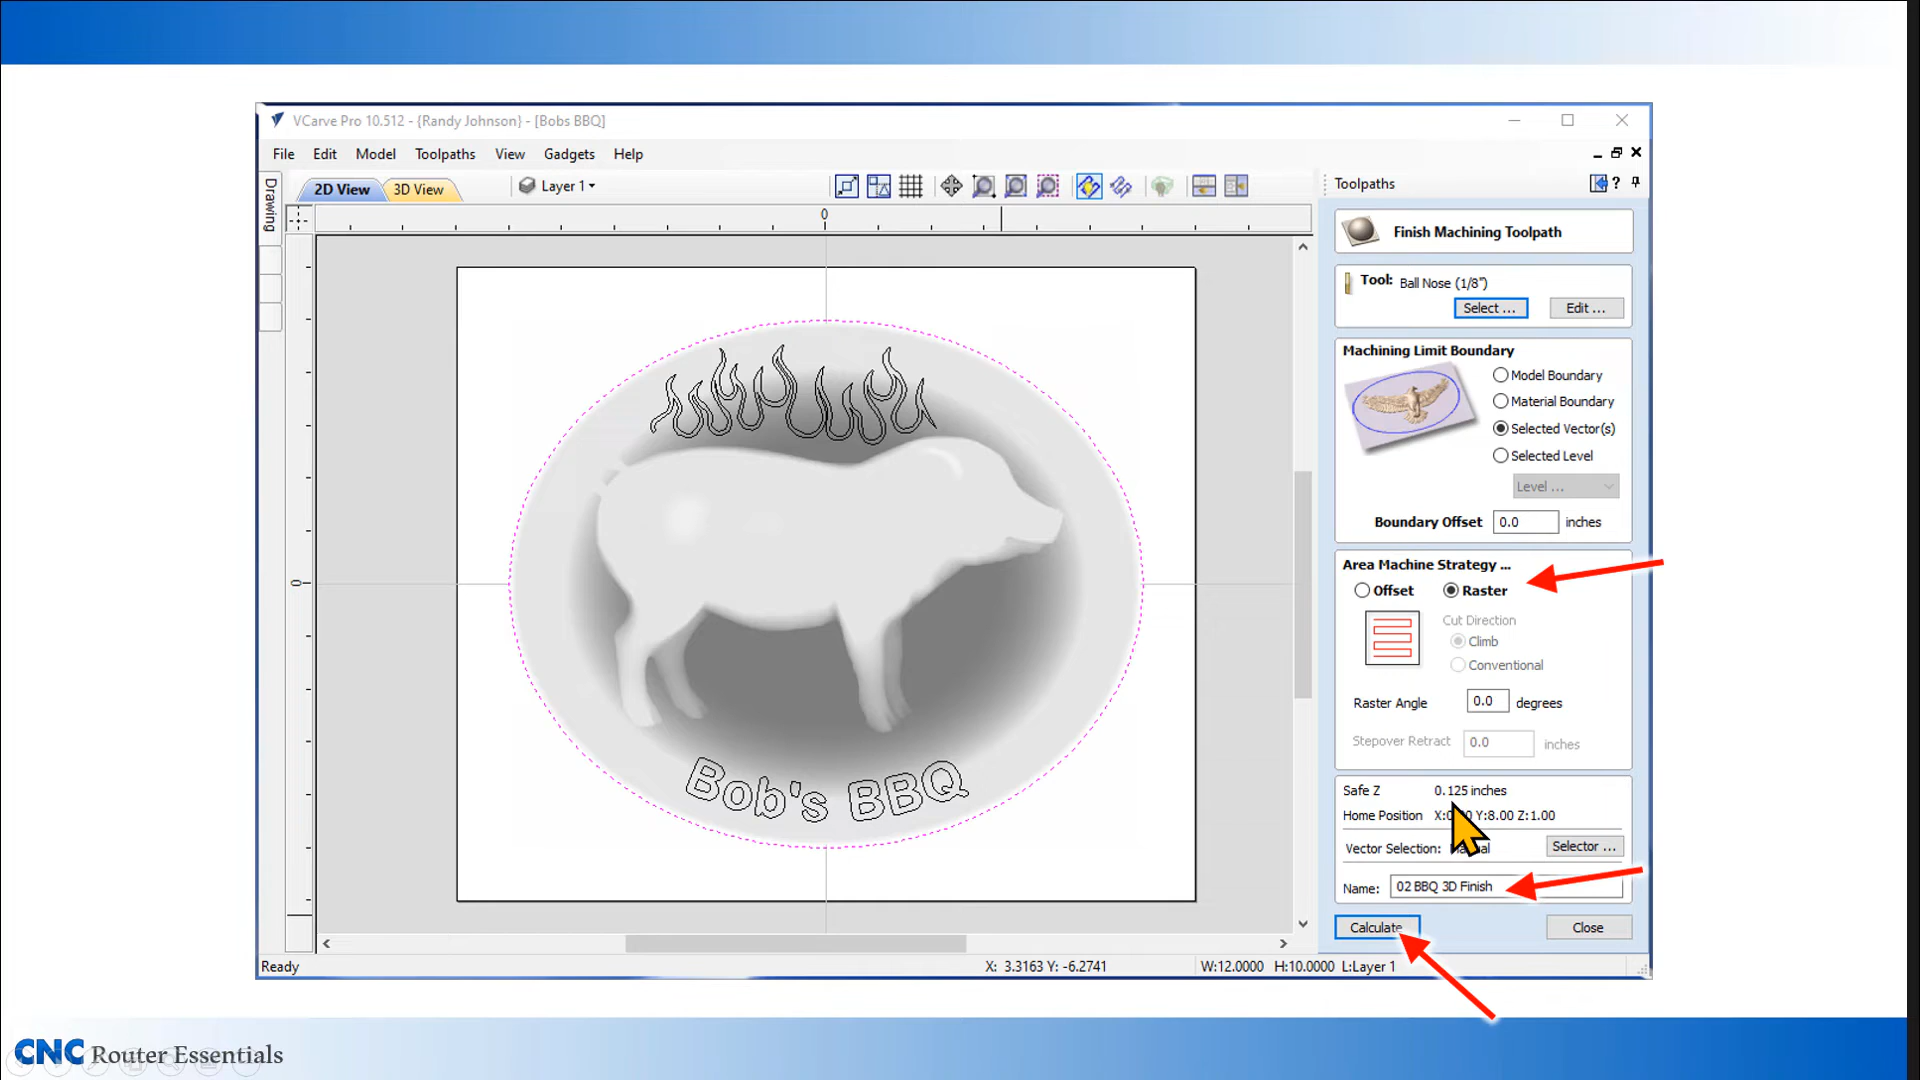 VCarve Pro 10.512 - {Randy Johnson} - [Bobs BBQ]
File Edit Model Toolpaths View Gadgets Help
Drawing
2D View 3D View Layer 1
Toolpaths ?
0
0
Bob's BBQ
Finish Machining Toolpath
Tool: Ball Nose (1/8")
Select ... Edit ...
Machining Limit Boundary
Model Boundary
Material Boundary
Selected Vector(s)
Selected Level
Level ...
Boundary Offset 0.0 inches
Area Machine Strategy ...
Offset Raster
Cut Direction
Climb
Conventional
Raster Angle 0.0 degrees
Stepover Retract 0.0 inches
Safe Z 0.125 inches
Home Position Y:8.00 Z:1.00
Vector Selection: Selector ...
Name: 02 BBQ 3D Finish
Calculate Close
Ready X: 3.3163 Y: -6.2741 W:12.0000 H:10.0000 L:Layer 1
CNC Router Essentials